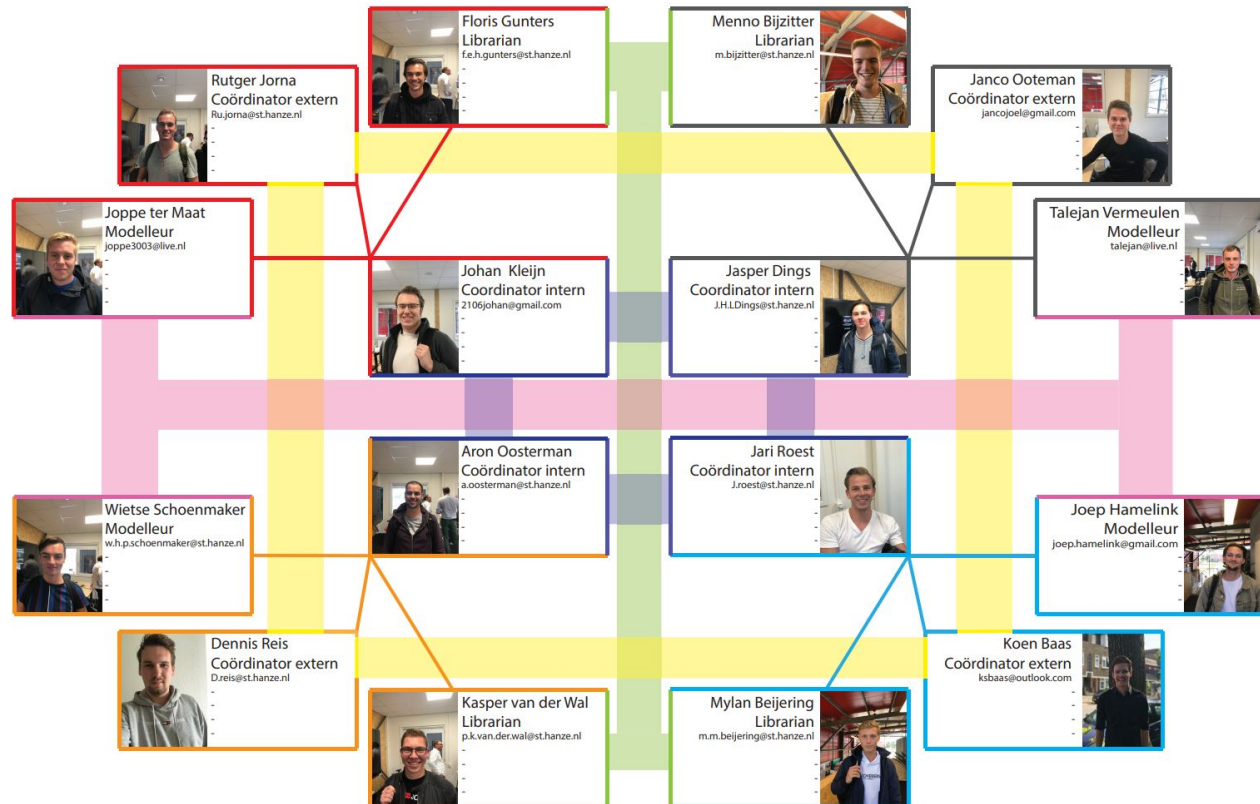 Floris Gunters
Librarian
f.e.h.gunters@st.hanze.nl
-
-
-
-
Menno Bijzitter
Librarian
m.bijzitter@st.hanze.nl
-
-
-
-
Rutger Jorna
Coördinator extern
Ru.jorna@st.hanze.nl
-
-
-
-
Janco Ooteman
Coördinator extern
jancojoel@gmail.com
-
-
-
-
Joppe ter Maat
Modelleur
joppe3003@live.nl
-
-
-
-
Talejan Vermeulen
Modelleur
talejan@live.nl
-
-
-
-
Johan Kleijn
Coordinator intern
2106johan@gmail.com
-
-
-
-
Jasper Dings
Coordinator intern
J.H.LDings@st.hanze.nl
-
-
-
-
Aron Oosterman
Coördinator intern
a.oosterman@st.hanze.nl
-
-
-
-
Jari Roest
Coördinator intern
J.roest@st.hanze.nl
-
-
-
-
Wietse Schoenmaker
Modelleur
w.h.p.schoenmaker@st.hanze.nl
-
-
-
-
Joep Hamelink
Modelleur
joep.hamelink@gmail.com
-
-
-
-
Dennis Reis
Coördinator extern
D.reis@st.hanze.nl
-
-
-
-
Koen Baas
Coördinator extern
ksbaas@outlook.com
-
-
-
-
Kasper van der Wal
Librarian
p.k.van.der.wal@st.hanze.nl
-
-
-
-
Mylan Beijering
Librarian
m.m.beijering@st.hanze.nl
-
-
-
-